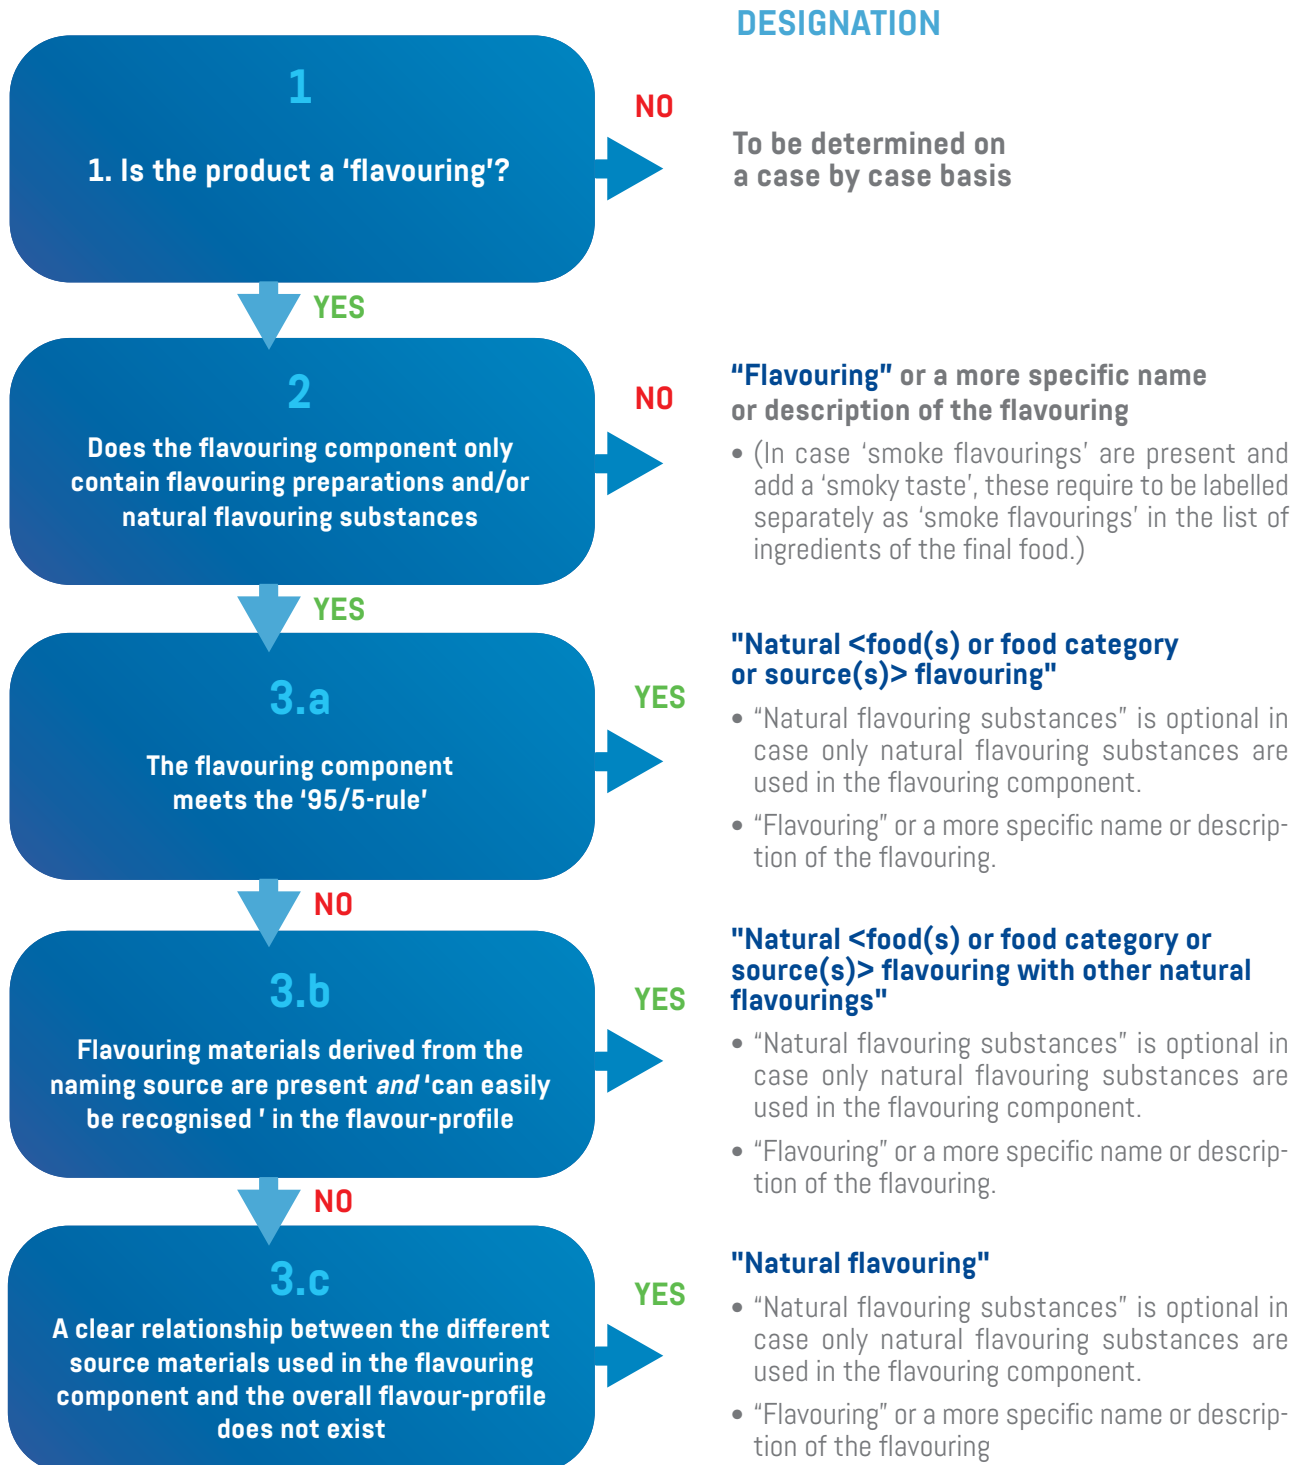 DESIGNATION
1
1. Is the product a ‘flavouring’?
NO
To be determined on
a case by case basis
YES
2
Does the flavouring component only
contain flavouring preparations and/or
natural flavouring substances
NO
“Flavouring” or a more specific name
or description of the flavouring
• (In case ‘smoke flavourings’ are present and
add a ‘smoky taste’, these require to be labelled
separately as ‘smoke flavourings’ in the list of
ingredients of the final food.)
YES
3.a
The flavouring component
meets the ‘95/5-rule’
YES
"Natural <food(s) or food category
or source(s)> flavouring"
• “Natural flavouring substances” is optional in
case only natural flavouring substances are
used in the flavouring component.
• “Flavouring” or a more specific name or descrip-
tion of the flavouring.
NO
3.b
Flavouring materials derived from the
naming source are present and ‘can easily
be recognised ’ in the flavour-profile
YES
"Natural <food(s) or food category or
source(s)> flavouring with other natural
flavourings"
• “Natural flavouring substances” is optional in
case only natural flavouring substances are
used in the flavouring component.
• “Flavouring” or a more specific name or descrip-
tion of the flavouring.
NO
3.c
A clear relationship between the different
source materials used in the flavouring
component and the overall flavour-profile
does not exist
YES
"Natural flavouring"
• “Natural flavouring substances” is optional in
case only natural flavouring substances are
used in the flavouring component.
• “Flavouring” or a more specific name or descrip-
tion of the flavouring